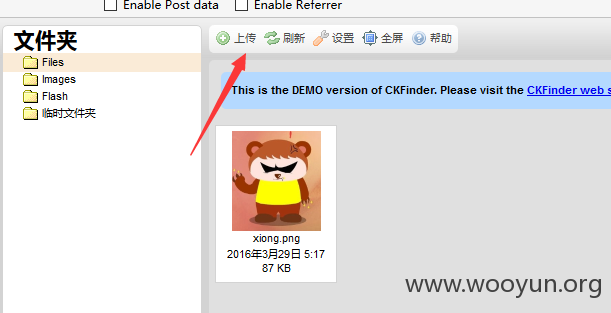 Enable Post data Enable Referrer
文件夹
Files
Images
Flash
临时文件夹
上传 刷新 设置 全屏 帮助
This is the DEMO version of CKFinder. Please visit the CKFinder web s
xiong.png
2016年3月29日 5:17
87 KB
www.wooyun.org